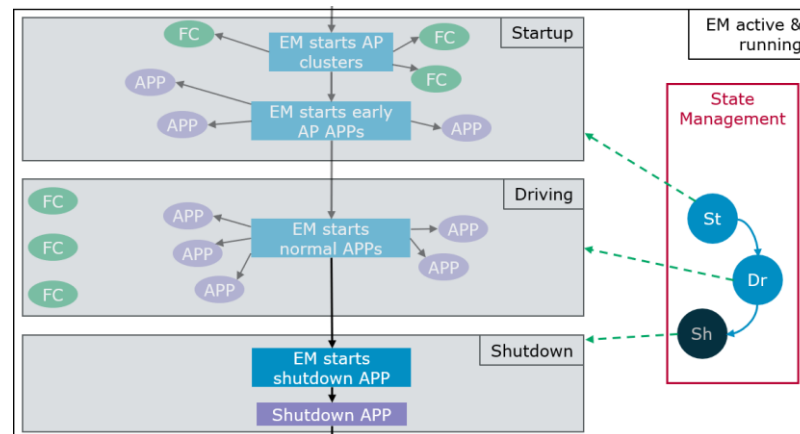 Startup
EM active &
running
FC
EM starts AP
clusters
FC
FC
APP
EM starts early
AP APPs
APP
APP
State
Management
St
Dr
Sh
Driving
FC
FC
FC
APP
APP
APP
EM starts
normal APPs
APP
APP
Shutdown
EM starts
shutdown APP
Shutdown APP